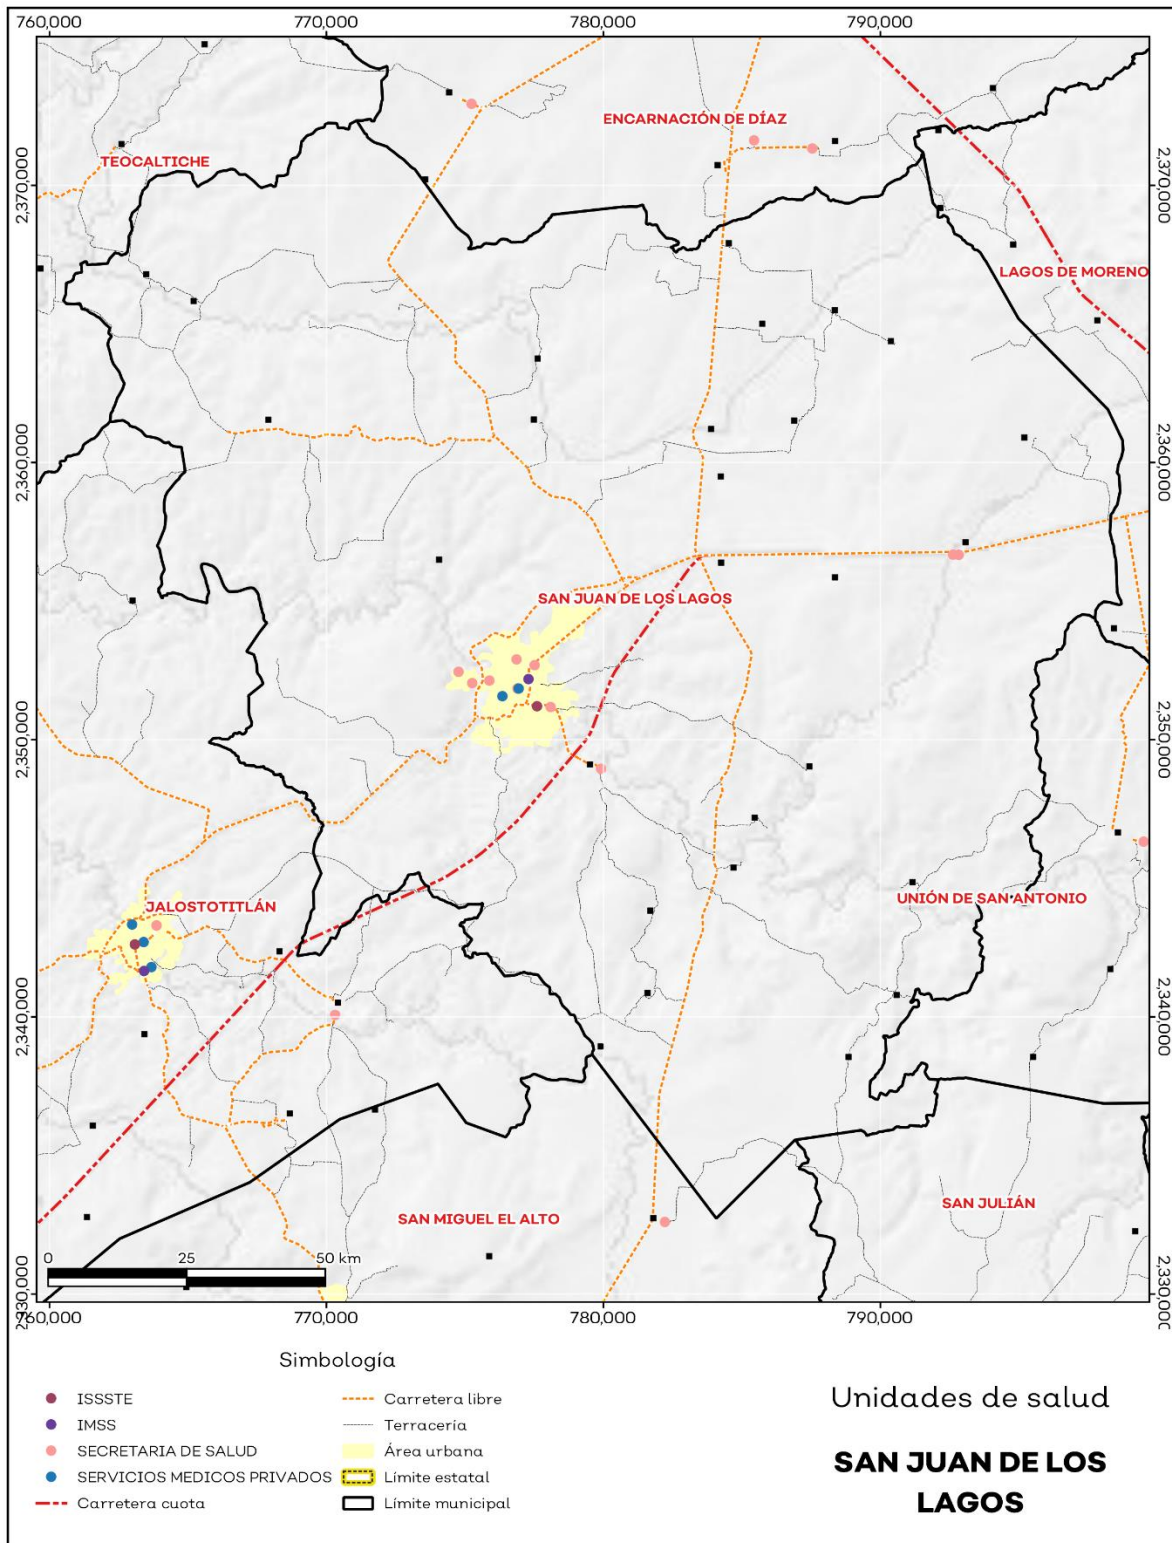 760,000
770,000
780,000
790,000
2,370,000
2,370,000
ENCARNACIÓN DE DÍAZ
TEOCALTICHE
LAGOS DE MORENO
2,360,000
2,360,000
SAN JUAN DE LOS LAGOS
2,350,000
2,350,000
JALOSTOTITLÁN
UNIÓN DE SAN ANTONIO
2,340,000
2,340,000
SAN MIGUEL EL ALTO
SAN JULIÁN
0
25
50 km
2,330,000
2,330,000
760,000
770,000
780,000
790,000
Simbología
ISSSTE
IMSS
SECRETARIA DE SALUD
SERVICIOS MEDICOS PRIVADOS
Carretera cuota
Carretera libre
Terracería
Área urbana
Límite estatal
Límite municipal
Unidades de salud
SAN JUAN DE LOS
LAGOS